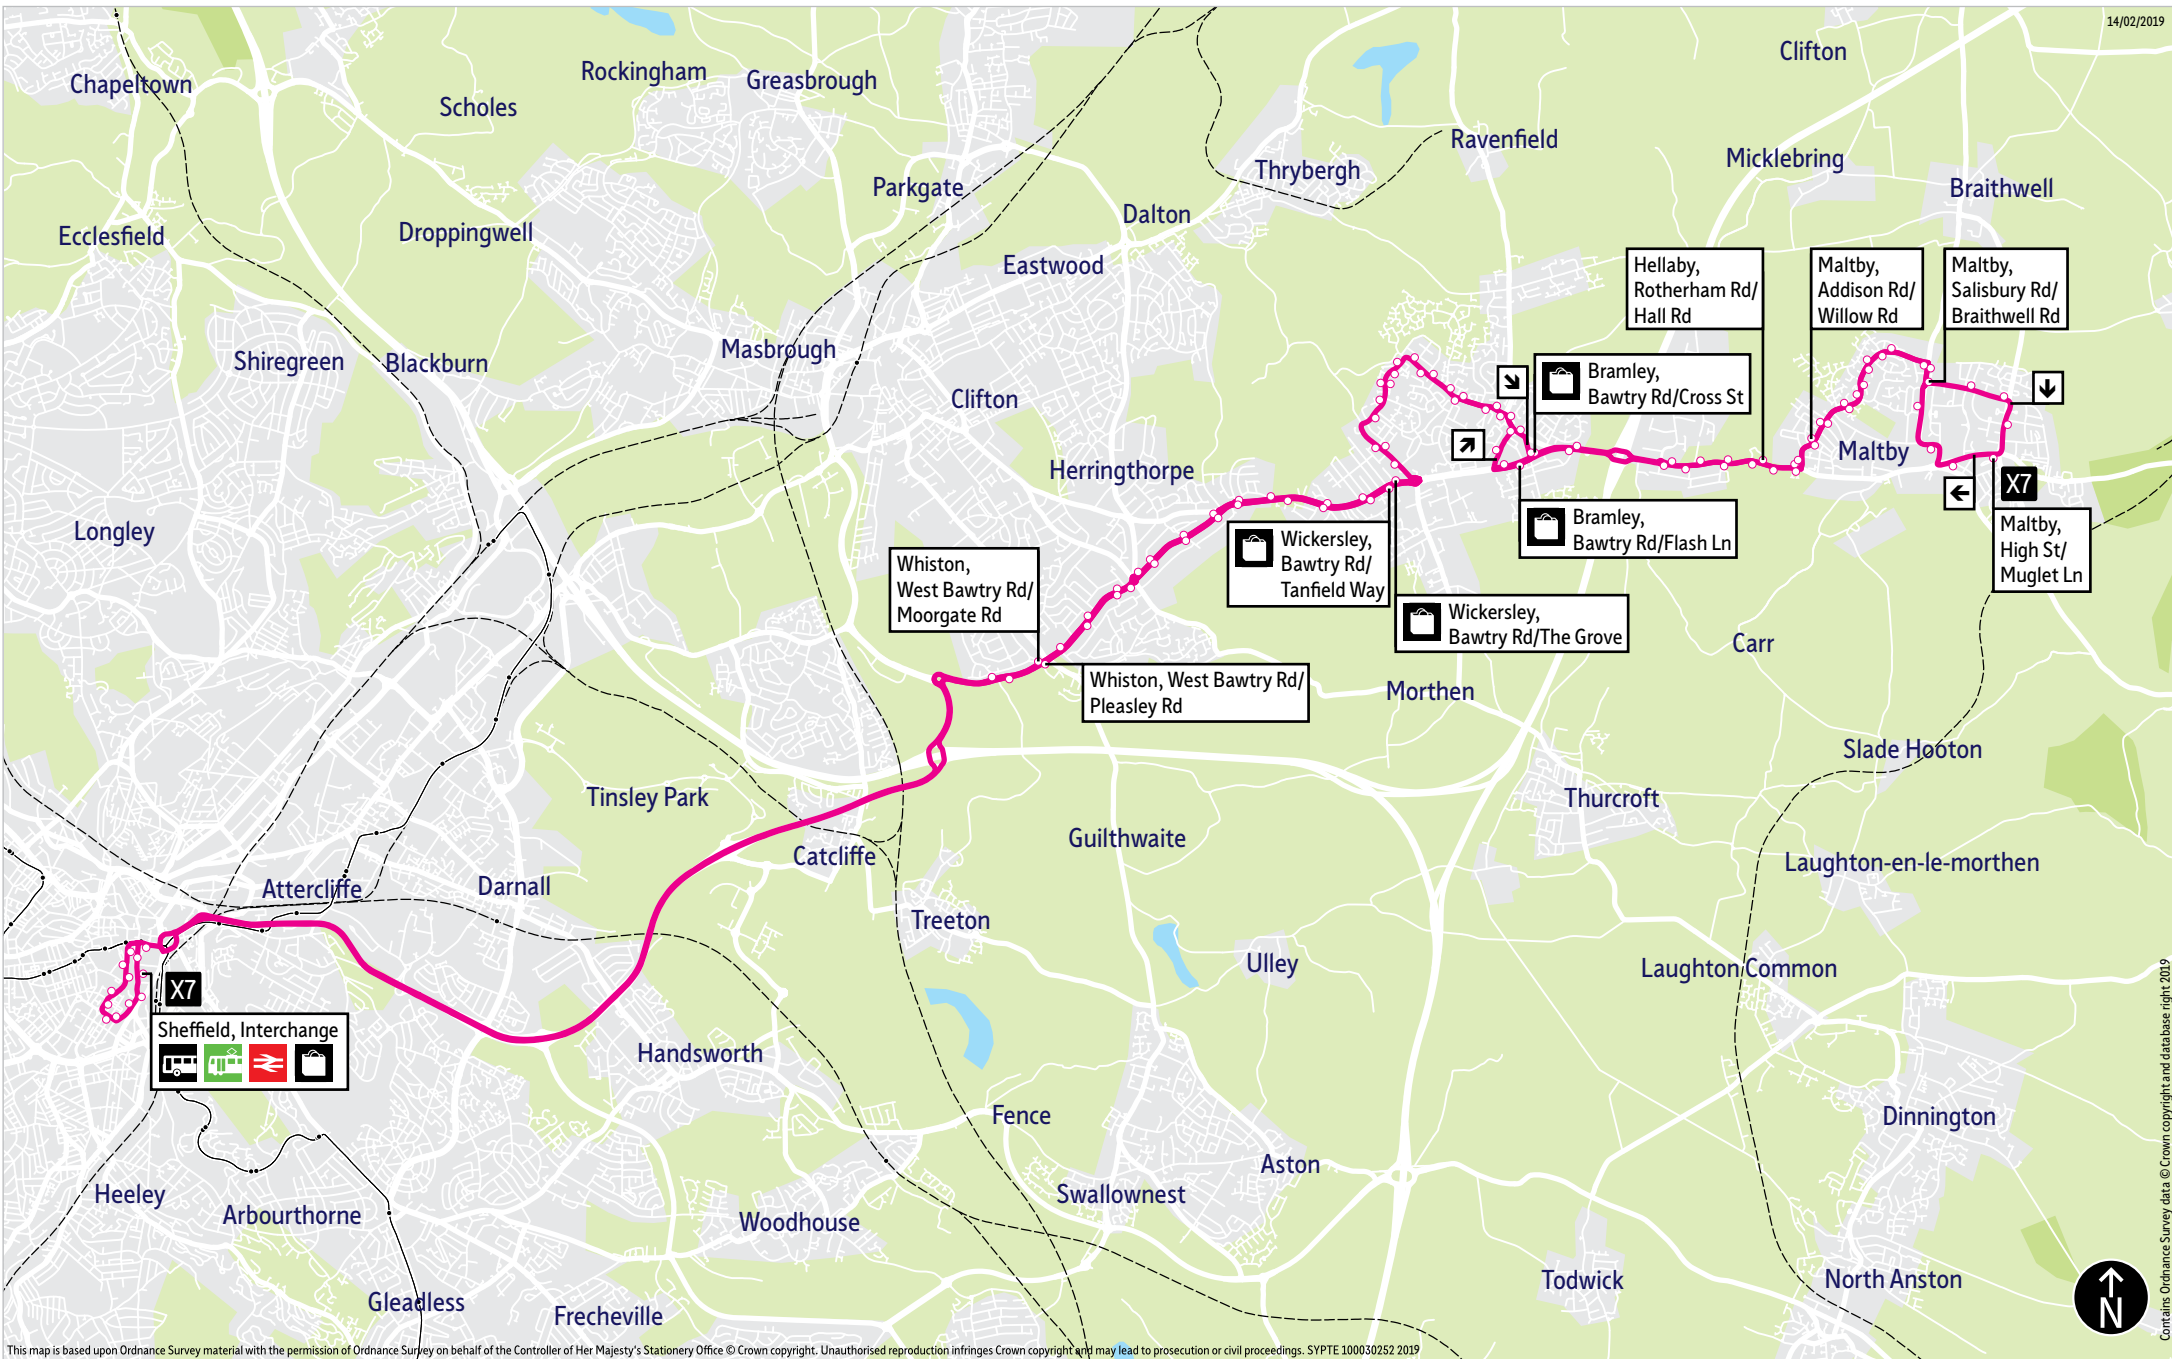 14/02/2019
Clifton
Chapeltown
Rockingham
Greasbrough
Scholes
Ravenfield
Micklebring
Thrybergh
Braithwell
Parkgate
Dalton
Ecclesfield
Droppingwell
Eastwood
Hellaby,
Rotherham Rd/
Hall Rd
Maltby,
Addison Rd/
Willow Rd
Maltby,
Salisbury Rd/
Braithwell Rd
Shiregreen
Blackburn
Masbrough
Clifton
Bramley,
Bawtry Rd/Cross St
Maltby
Herringthorpe
X7
Longley
Maltby,
High St/
Muglet Ln
Bramley,
Bawtry Rd/Flash Ln
Wickersley,
Bawtry Rd/
Tanfield Way
Whiston,
West Bawtry Rd/
Moorgate Rd
Wickersley,
Bawtry Rd/The Grove
Carr
Whiston, West Bawtry Rd/
Pleasley Rd
Morthen
Slade Hooton
Tinsley Park
Thurcroft
Guilthwaite
Catcliffe
Laughton-en-le-morthen
Attercliffe
Darnall
Treeton
Ulley
Laughton Common
X7
Sheffield, Interchange
Handsworth
Fence
Dinnington
Aston
Heeley
Swallownest
Arbourthorne
Woodhouse
Todwick
North Anston
Gleadless
Frecheville
N
This map is based upon Ordnance Survey material with the permission of Ordnance Survey on behalf of the Controller of Her Majesty's Stationery Office © Crown copyright. Unauthorised reproduction infringes Crown copyright and may lead to prosecution or civil proceedings. SYPTE 100030252 2019
Contains Ordnance Survey data © Crown copyright and database right 2019